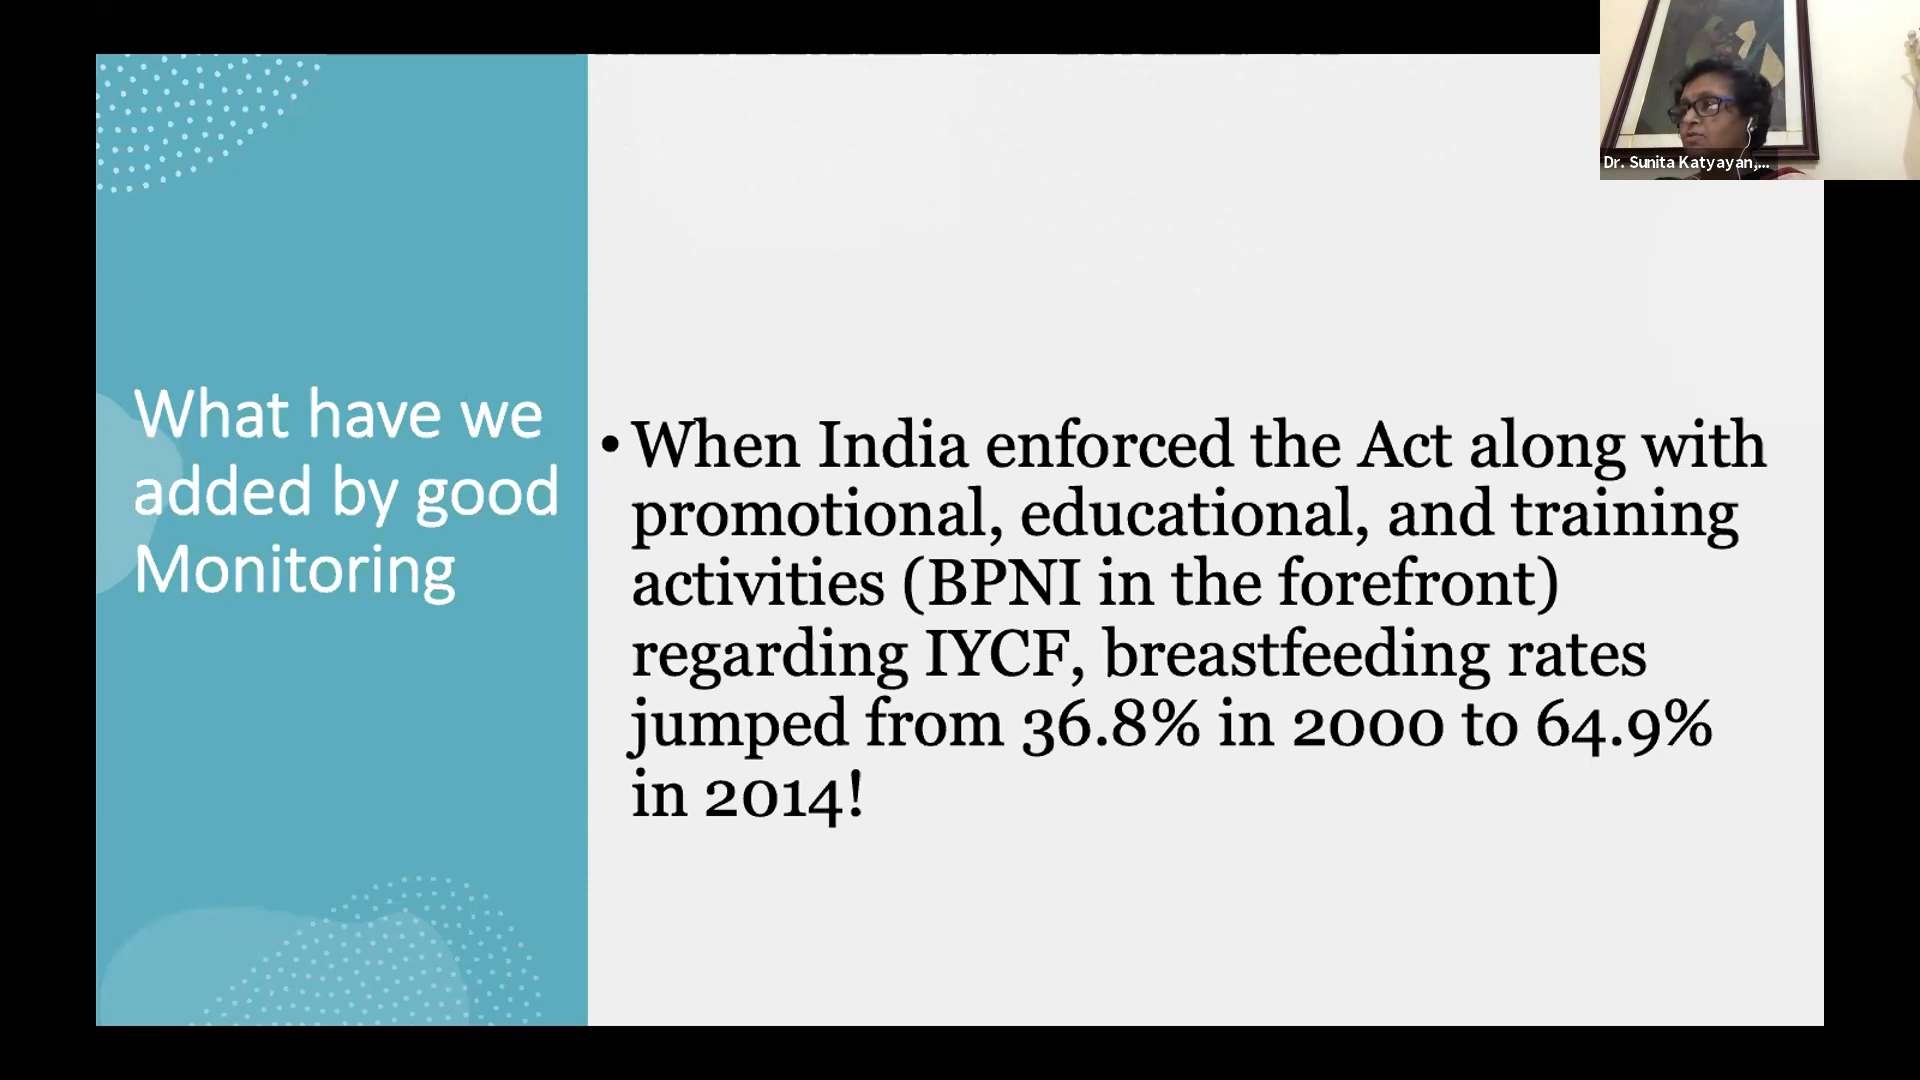 What have we
added by good
Monitoring
• When India enforced the Act along with
promotional, educational, and training
activities (BPNI in the forefront)
regarding IYCF, breastfeeding rates
jumped from 36.8% in 2000 to 64.9%
in 2014!
Dr. Sunita Katyayan,...